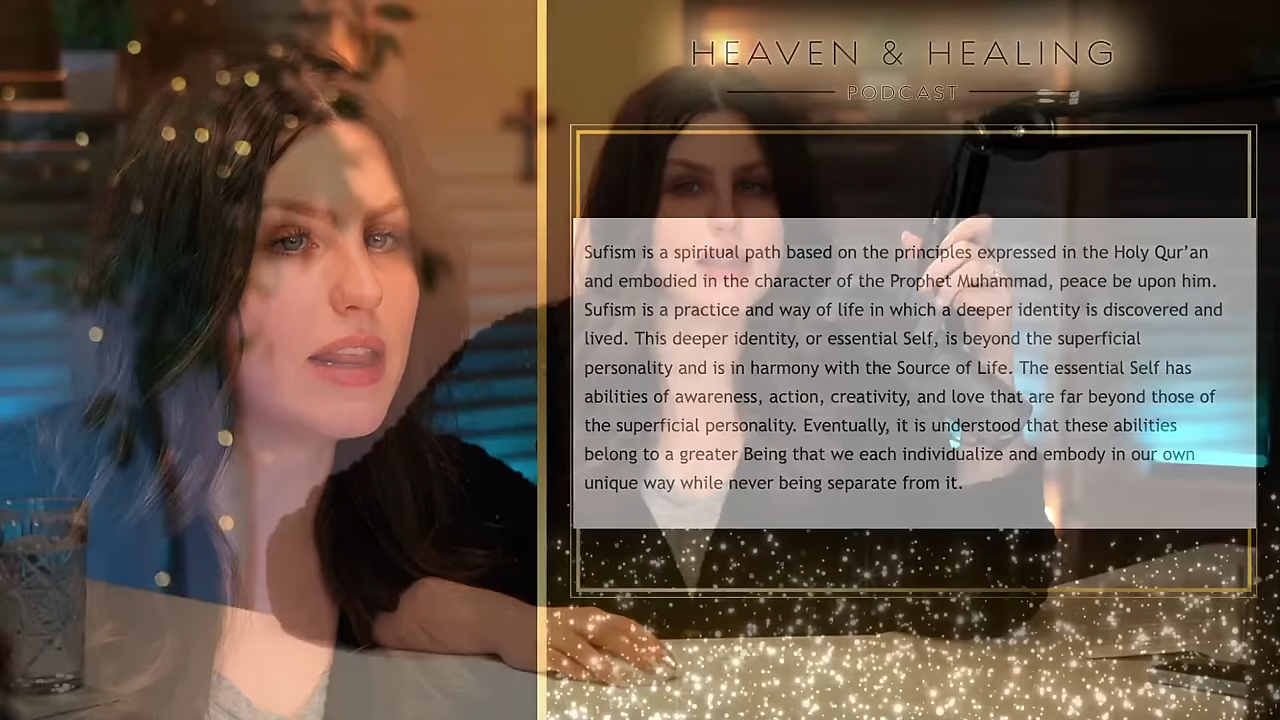 HEAVEN & HEALING
PODCAST
Sufism is a spiritual path based on the principles expressed in the Holy Qur’an
and embodied in the character of the Prophet Muhammad, peace be upon him.
Sufism is a practice and way of life in which a deeper identity is discovered and
lived. This deeper identity, or essential Self, is beyond the superficial
personality and is in harmony with the Source of Life. The essential Self has
abilities of awareness, action, creativity, and love that are far beyond those of
the superficial personality. Eventually, it is understood that these abilities
belong to a greater Being that we each individualize and embody in our own
unique way while never being separate from it.